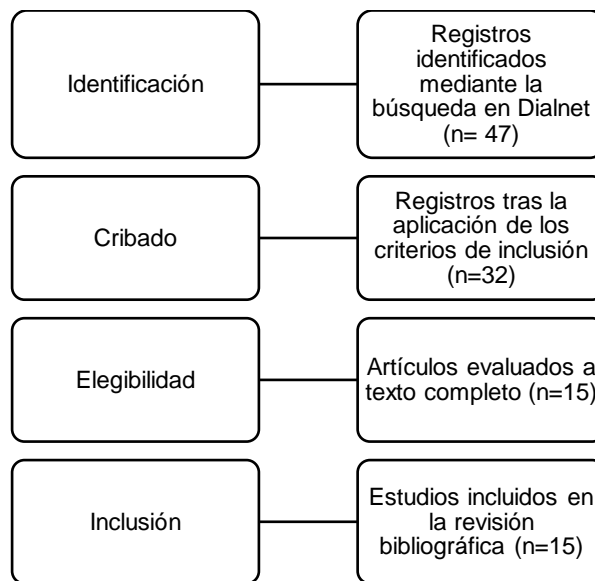 Identificación
Registros
identificados
mediante la
búsqueda en Dialnet
(n= 47)
Cribado
Registros tras la
aplicación de los
criterios de inclusión
(n=32)
Elegibilidad
Artículos evaluados a
texto completo (n=15)
Inclusión
Estudios incluidos en
la revisión
bibliográfica (n=15)